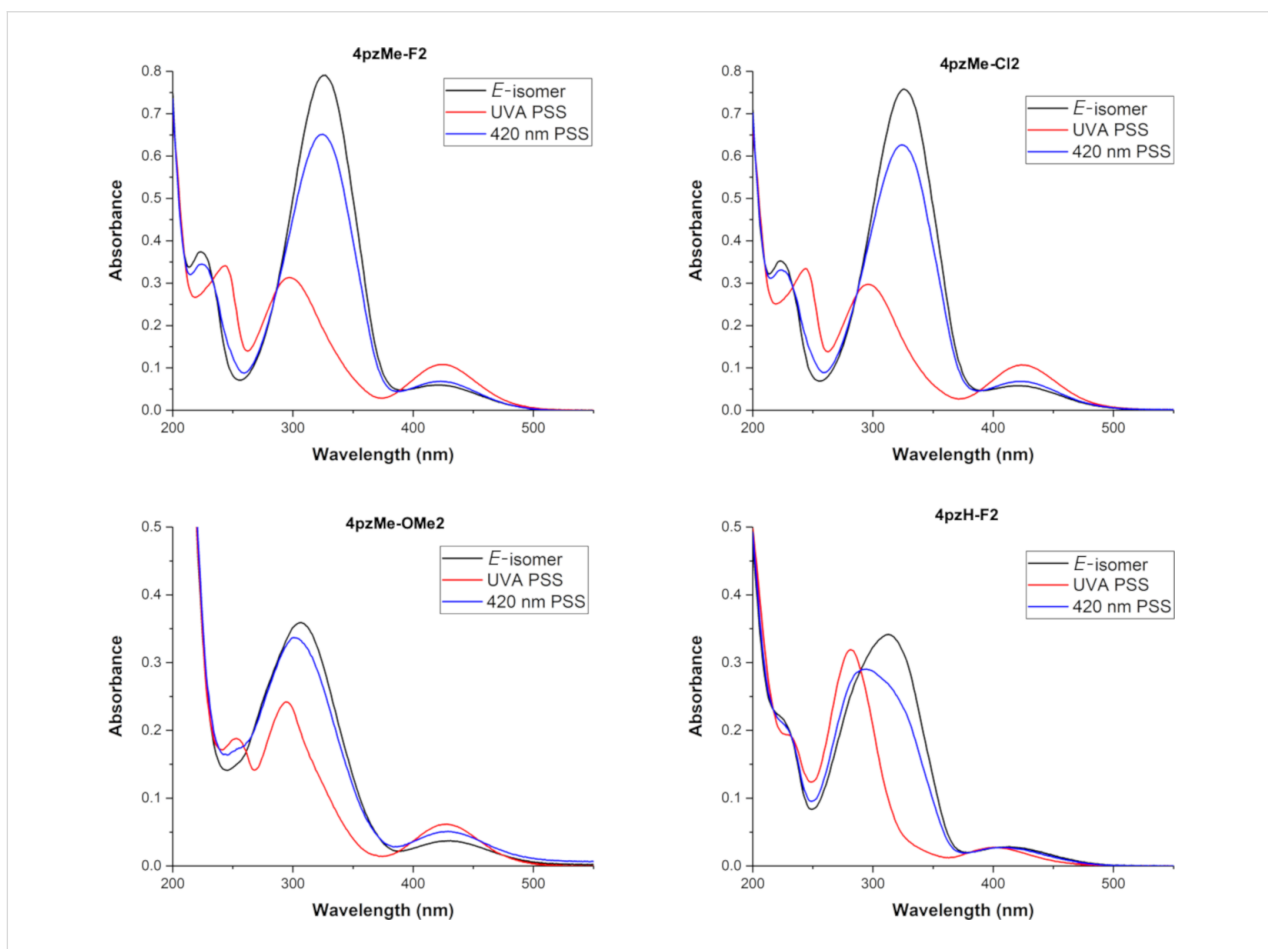 4pzMe-F2
E-isomer
UVA PSS
420 nm PSS
0.8
0.7
0.6
0.5
0.4
0.3
0.2
0.1
0.0
Absorbance
200
300
400
500
Wavelength (nm)
4pzMe-Cl2
E-isomer
UVA PSS
420 nm PSS
0.8
0.7
0.6
0.5
0.4
0.3
0.2
0.1
0.0
Absorbance
200
300
400
500
Wavelength (nm)
4pzMe-OMe2
E-isomer
UVA PSS
420 nm PSS
0.5
0.4
0.3
0.2
0.1
0.0
Absorbance
200
300
400
500
Wavelength (nm)
4pzH-F2
E-isomer
UVA PSS
420 nm PSS
0.5
0.4
0.3
0.2
0.1
0.0
Absorbance
200
300
400
500
Wavelength (nm)